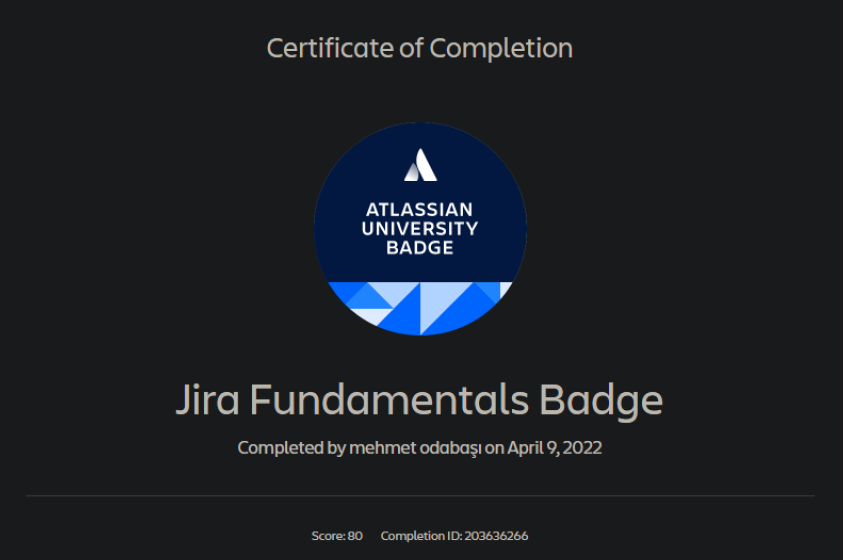 Certificate of Completion
ATLASSIAN
UNIVERSITY
BADGE
Jira Fundamentals Badge
Completed by mehmet odabaşı on April 9, 2022
Score: 80 Completion ID: 203636266